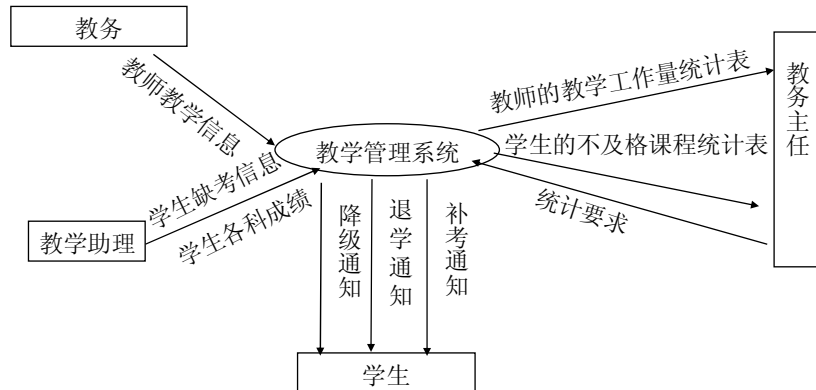 教务
教师教学信息
教师的教学工作量统计表
教务主任
教学管理系统
学生的不及格课程统计表
学生缺考信息
学生各科成绩
统计要求
教学助理
降级通知
退学通知
补考通知
学生